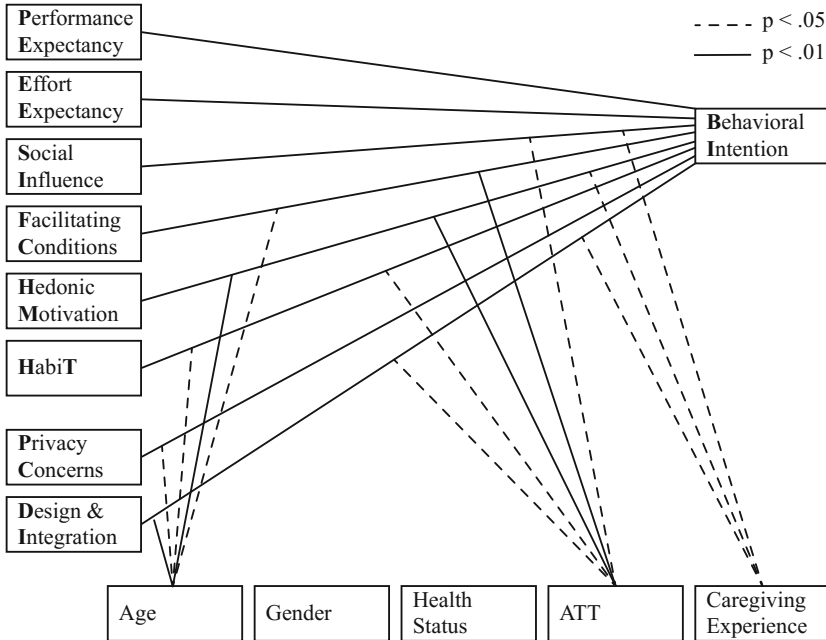 Performance
Expectancy
Effort
Expectancy
Social
Influence
Facilitating
Conditions
Hedonic
Motivation
HabiT
Privacy
Concerns
Design &
Integration
p < .05
p < .01
Behavioral
Intention
Age
Gender
Health
Status
ATT
Caregiving
Experience